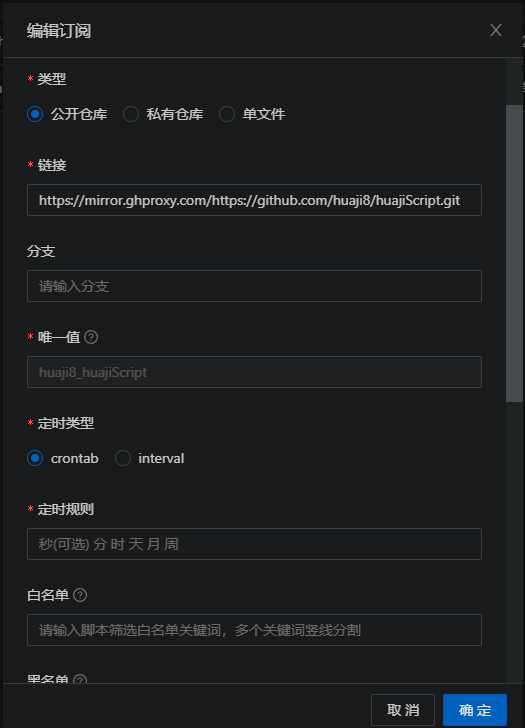 编辑订阅
* 类型
公开仓库 私有仓库 单文件
* 链接
https://mirror.ghproxy.com/https://github.com/huaji8/huajiScript.git
分支
请输入分支
* 唯一值
huaji8_huajiScript
* 定时类型
crontab interval
* 定时规则
秒(可选) 分 时 天 月 周
白名单
请输入脚本筛选白名单关键词，多个关键词竖线分割
黑名单
取 消 确 定